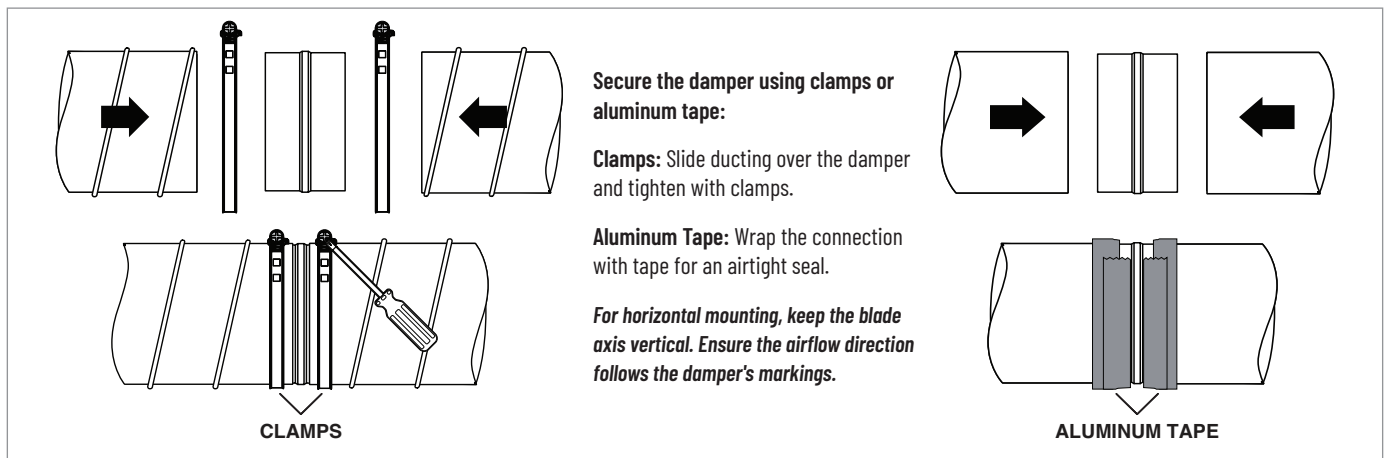 Secure the damper using clamps or
aluminum tape:
Clamps: Slide ducting over the damper
and tighten with clamps.
Aluminum Tape: Wrap the connection
with tape for an airtight seal.
For horizontal mounting, keep the blade
axis vertical. Ensure the airflow direction
follows the damper's markings.
CLAMPS
ALUMINUM TAPE